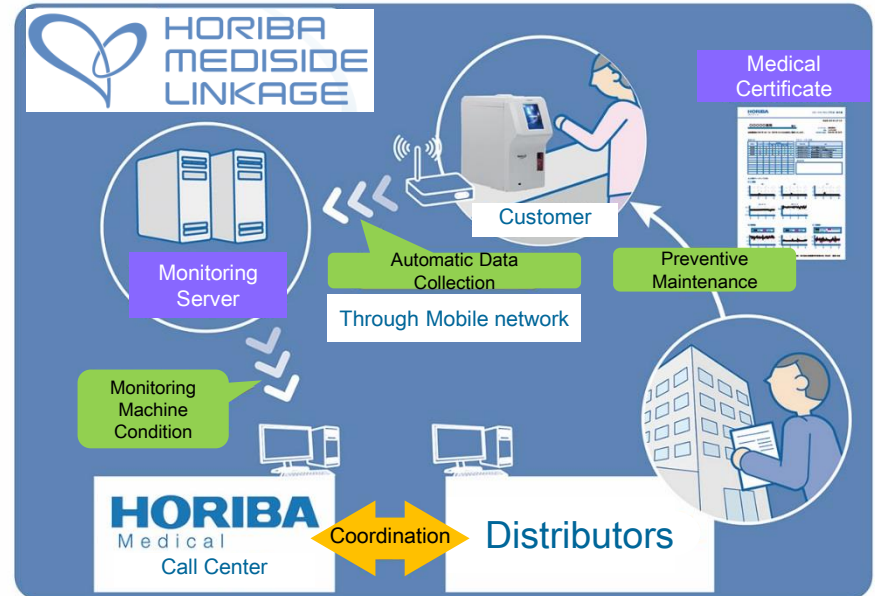 HORIBA
MEDISIDE
LINKAGE
Medical
Certificate
HORIBA
Customer
Automatic Data
Collection
Preventive
Maintenance
Monitoring
Server
Through Mobile network
Monitoring
Machine
Condition
HORIBA
Medical
Call Center
Coordination
Distributors